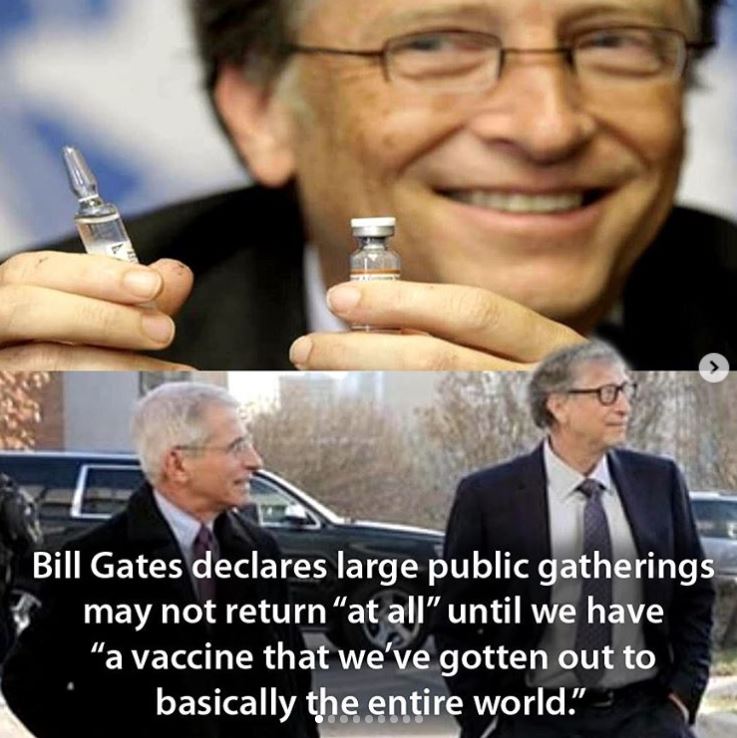 Bill Gates declares large public gatherings
may not return “at all” until we have
“a vaccine that we’ve gotten out to
basically the entire world.”